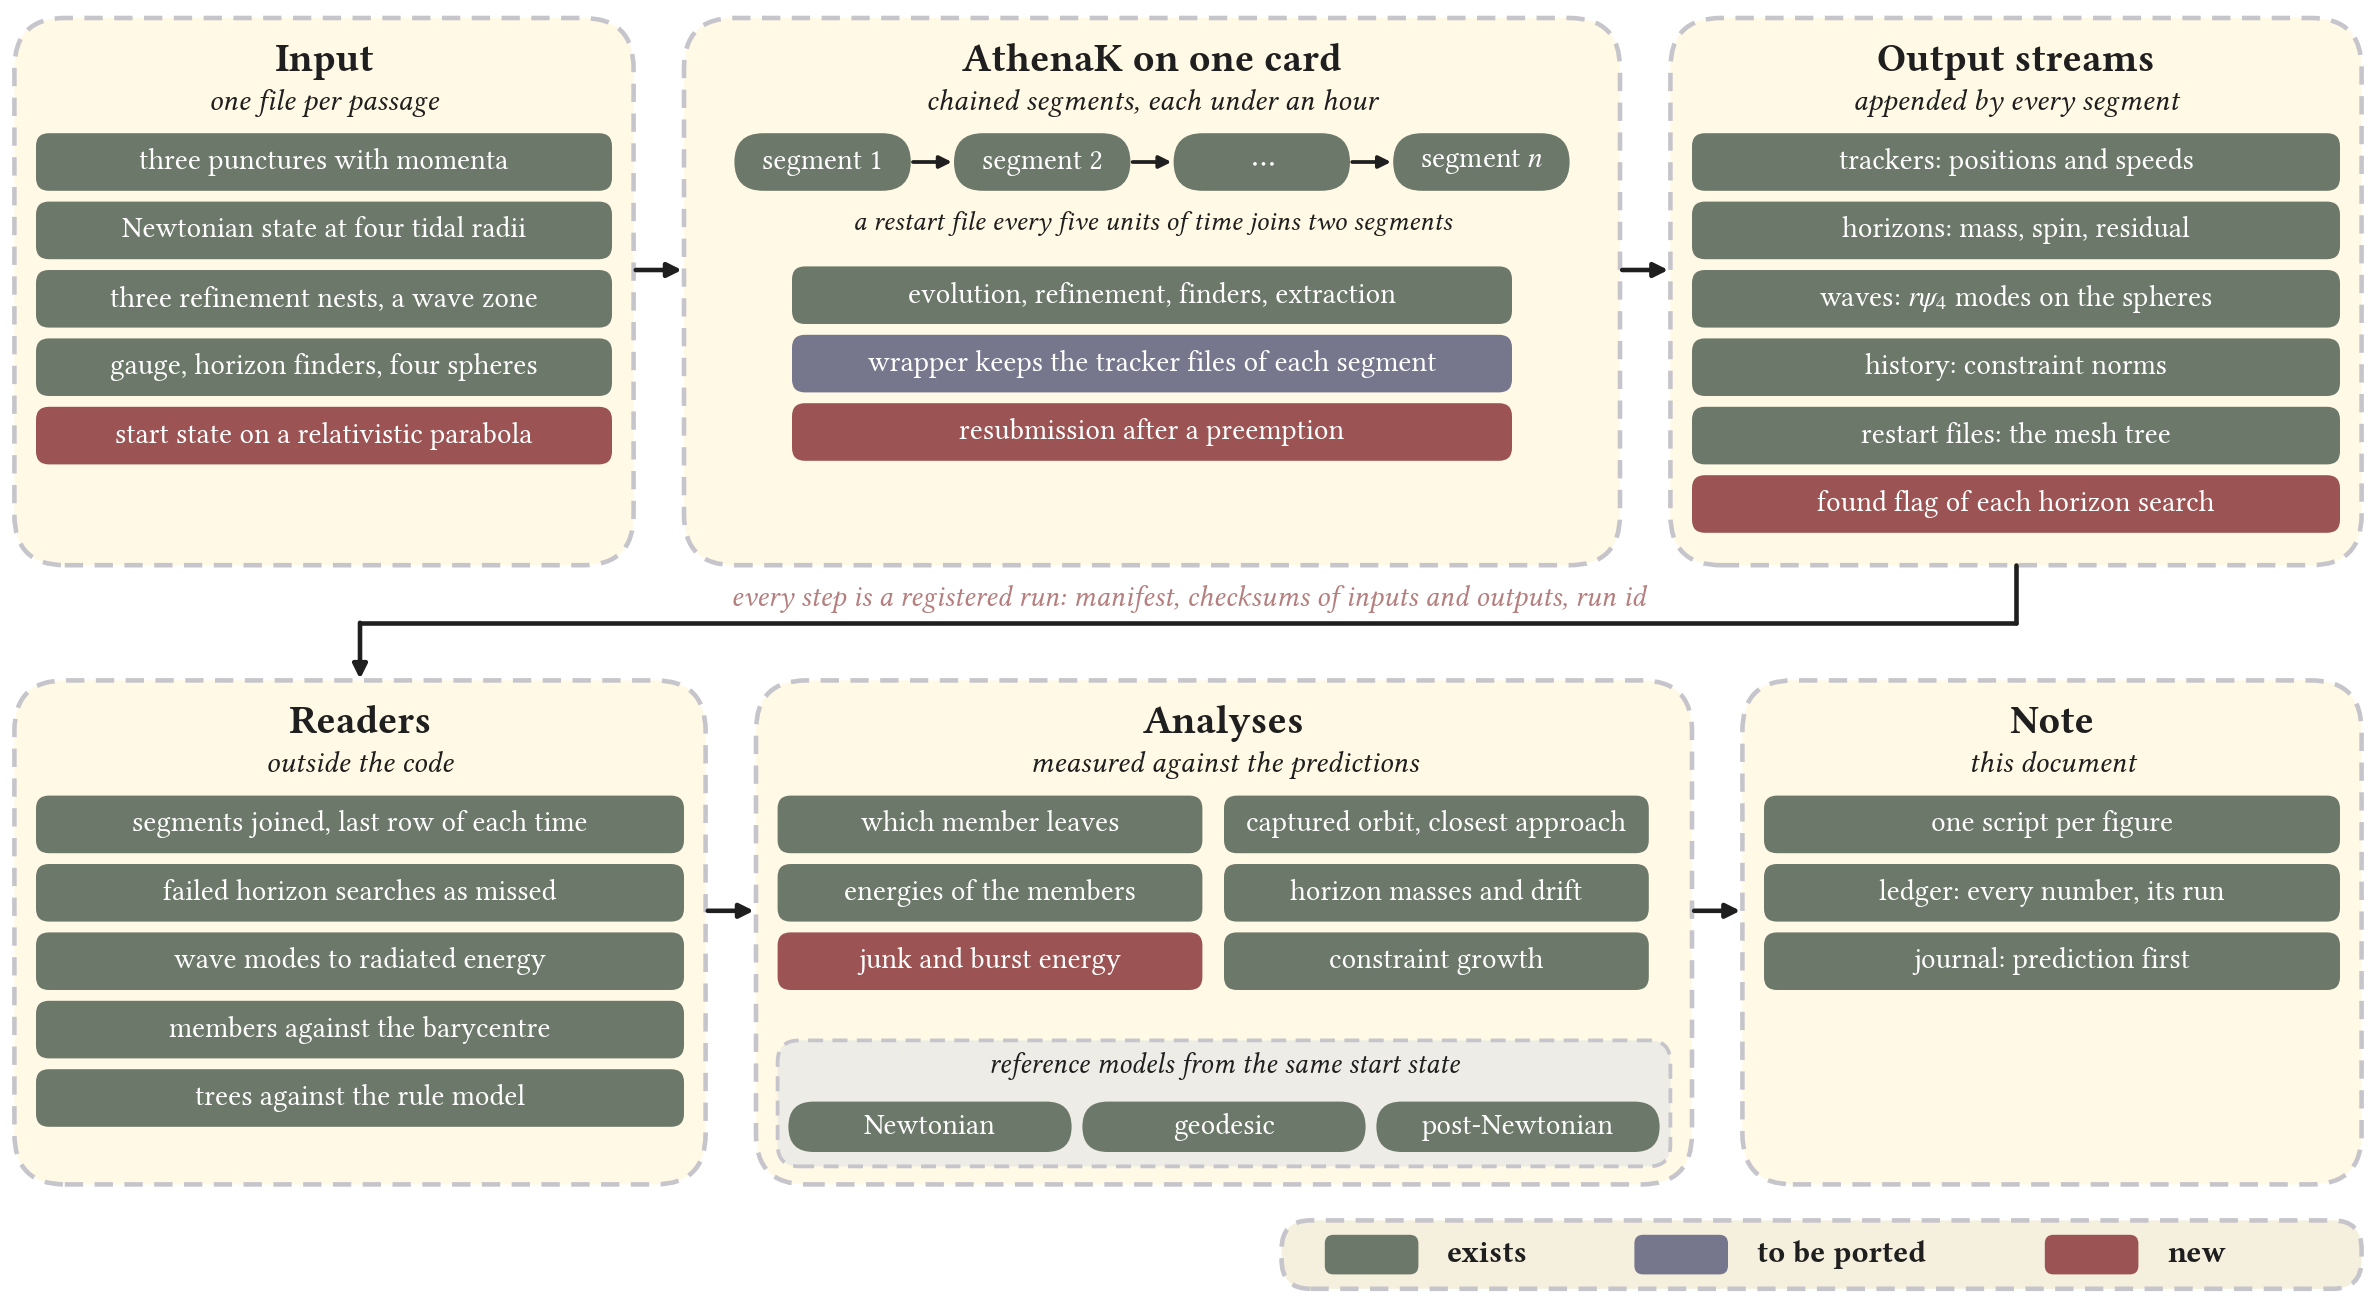 Input
one file per passage
three punctures with momenta
Newtonian state at four tidal radii
three refinement nests, a wave zone
gauge, horizon finders, four spheres
start state on a relativistic parabola
AthenaK on one card
chained segments, each under an hour
segment 1
segment 2
...
segment n
a restart file every five units of time joins two segments
evolution, refinement, finders, extraction
wrapper keeps the tracker files of each segment
resubmission after a preemption
Output streams
appended by every segment
trackers: positions and speeds
horizons: mass, spin, residual
waves: rψ₄ modes on the spheres
history: constraint norms
restart files: the mesh tree
found flag of each horizon search
every step is a registered run: manifest, checksums of inputs and outputs, run id
Readers
outside the code
segments joined, last row of each time
failed horizon searches as missed
wave modes to radiated energy
members against the barycentre
trees against the rule model
Analyses
measured against the predictions
which member leaves
captured orbit, closest approach
energies of the members
horizon masses and drift
junk and burst energy
constraint growth
reference models from the same start state
Newtonian
geodesic
post-Newtonian
Note
this document
one script per figure
ledger: every number, its run
journal: prediction first
exists
to be ported
new